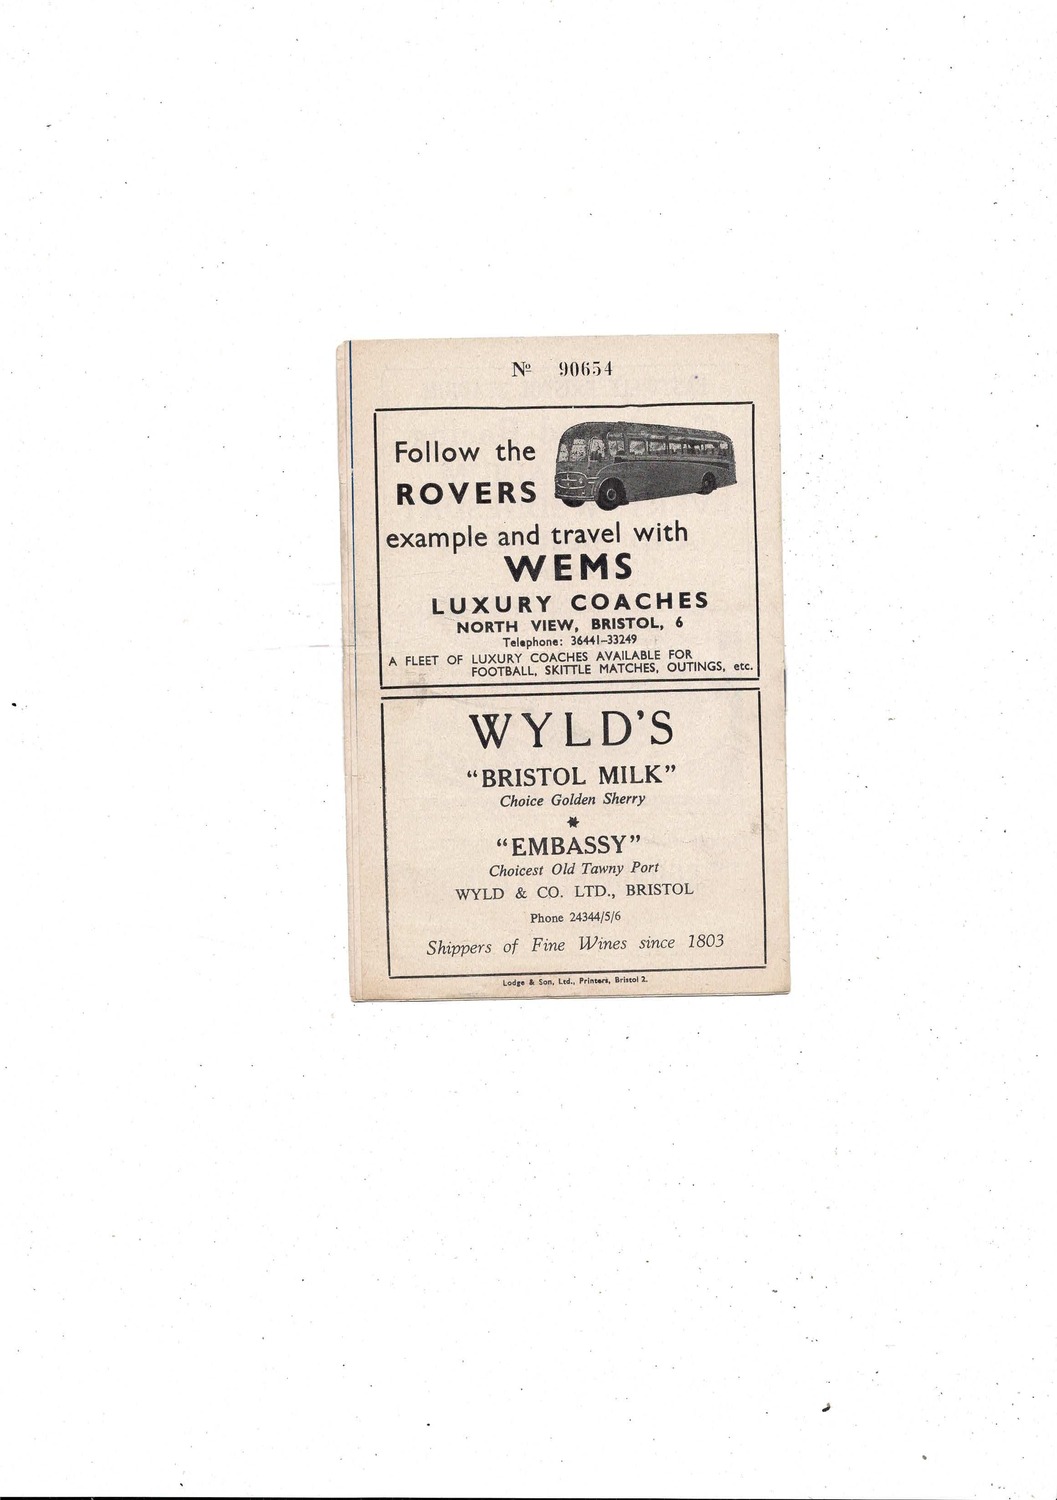 Nº 90654
Follow the
ROVERS
example and travel with
WEMS
LUXURY COACHES
NORTH VIEW, BRISTOL, 6
Telephone: 36441-33249
A FLEET OF LUXURY COACHES AVAILABLE FOR
FOOTBALL, SKITTLE MATCHES, OUTINGS, etc.
WYLD'S
"BRISTOL MILK"
Choice Golden Sherry
"EMBASSY"
Choicest Old Tawny Port
WYLD & CO. LTD., BRISTOL
Phone 24344/5/6
Shippers of Fine Wines since 1803
Lodge & Son, Ltd., Printers, Bristol 2.